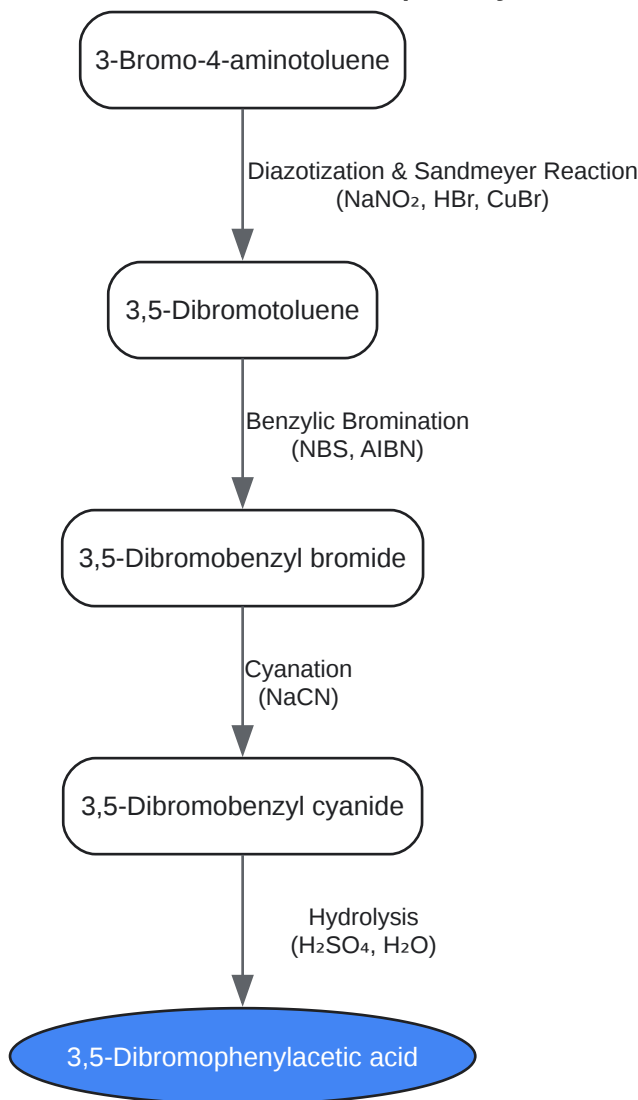 3-Bromo-4-aminotoluene
Diazotization & Sandmeyer Reaction
(NaNO₂, HBr, CuBr)
3,5-Dibromotoluene
Benzylic Bromination
(NBS, AIBN)
3,5-Dibromobenzyl bromide
Cyanation
(NaCN)
3,5-Dibromobenzyl cyanide
Hydrolysis
(H₂SO₄, H₂O)
3,5-Dibromophenylacetic acid